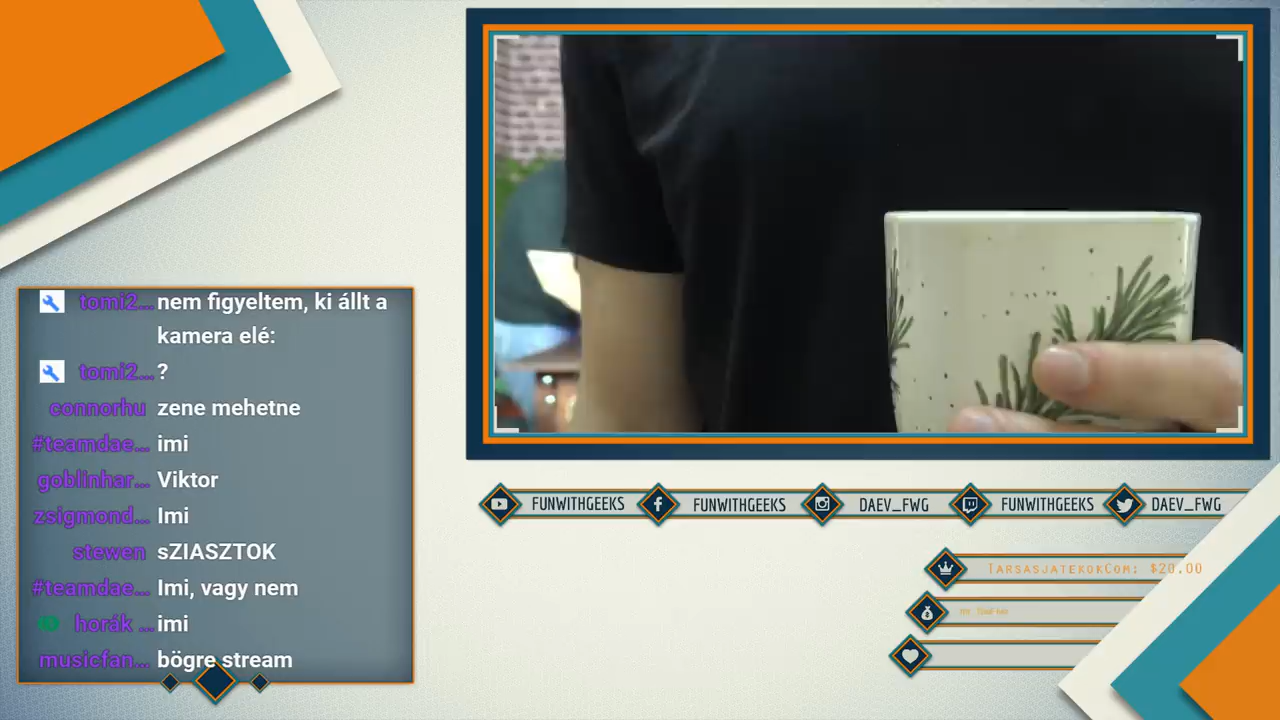 tomi2... nem figyeltem, ki állt a
kamera elé:
tomi2... ?
connorhu zene mehetne
#teamdae... imi
goblinhar... Viktor
zsigmond... Imi
stewen sZIASZTOK
#teamdae... Imi, vagy nem
horák ... imi
musicfan... bögre stream
FUNWITHGEEKS FUNWITHGEEKS DAEV_FWG FUNWITHGEEKS DAEV_FWG
TarsasjatekokCom: $20.00